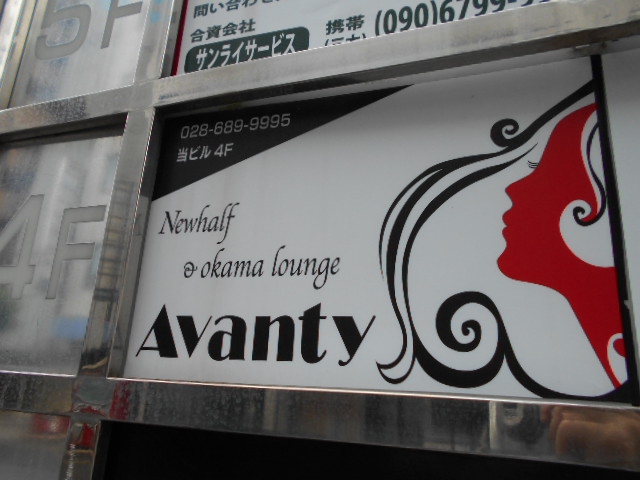 5F
問い合わせ
合資会社
サンライサービス
携帯
(090)6799-
4F
028-689-9995
当ビル 4F
Newhalf
& okama lounge
Avanty